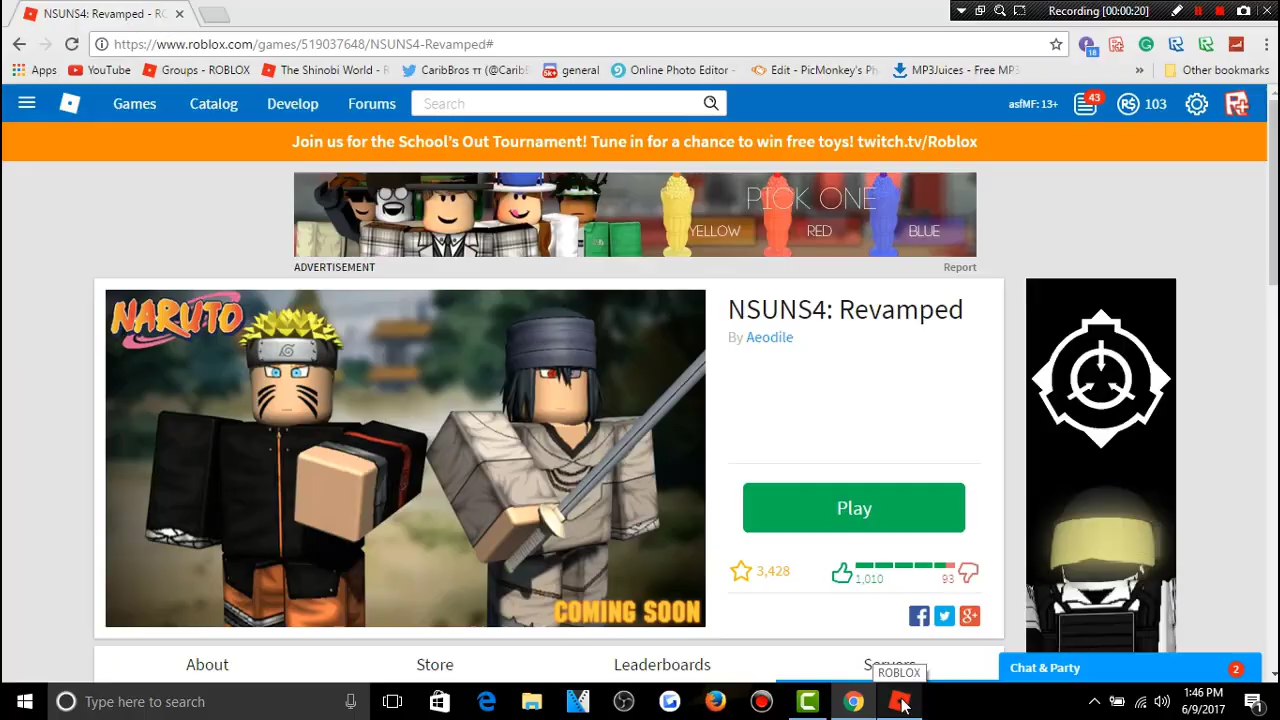 NSUNS4: Revamped - RO
Recording [00:00:20]
https://www.roblox.com/games/519037648/NSUNS4-Revamped#
18
Apps
YouTube
Groups - ROBLOX
The Shinobi World - R
Caribbros ττ (@Carib
5K+
general
Online Photo Editor -
Edit - PicMonkey's Ph
MP3Juices - Free MP3
»
Other bookmarks
Games
Catalog
Develop
Forums
Search
asfMF: 13+
43
R$
103
Join us for the School's Out Tournament! Tune in for a chance to win free toys! twitch.tv/Roblox
PICK ONE
YELLOW
RED
BLUE
ADVERTISEMENT
Report
NARUTO
COMING SOON
NSUNS4: Revamped
By Aeodile
Play
3,428
1,010
93
About
Store
Leaderboards
Servers
ROBLOX
Chat & Party
2
Type here to search
1:46 PM
6/9/2017
1